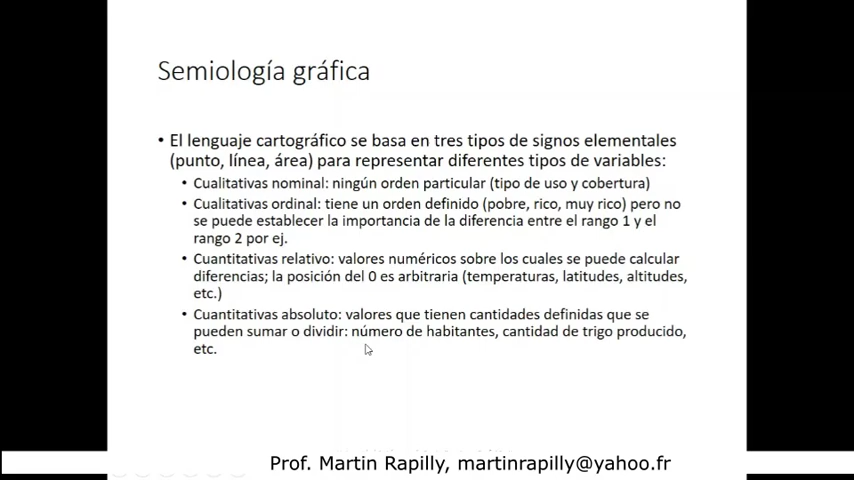 Semiología gráfica
• El lenguaje cartográfico se basa en tres tipos de signos elementales
(punto, línea, área) para representar diferentes tipos de variables:
• Cualitativas nominal: ningún orden particular (tipo de uso y cobertura)
• Cualitativas ordinal: tiene un orden definido (pobre, rico, muy rico) pero no
se puede establecer la importancia de la diferencia entre el rango 1 y el
rango 2 por ej.
• Cuantitativas relativo: valores numéricos sobre los cuales se puede calcular
diferencias; la posición del 0 es arbitraria (temperaturas, latitudes, altitudes,
etc.)
• Cuantitativas absoluto: valores que tienen cantidades definidas que se
pueden sumar o dividir: número de habitantes, cantidad de trigo producido,
etc.
Prof. Martin Rapilly, martinrapilly@yahoo.fr